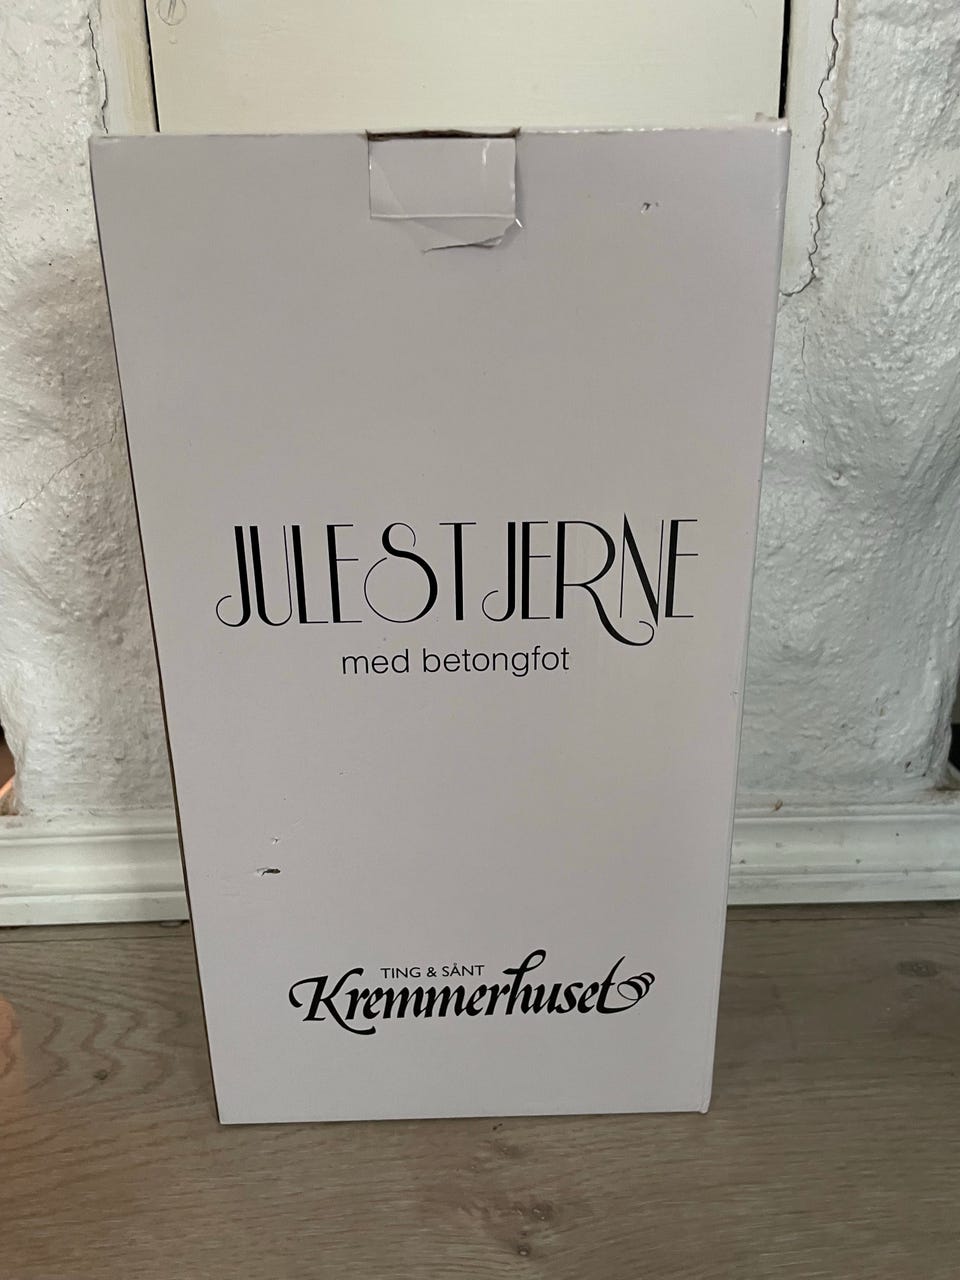 JULESTJERNE
med betongfot
TING & SÅNT
Kremmerhuset